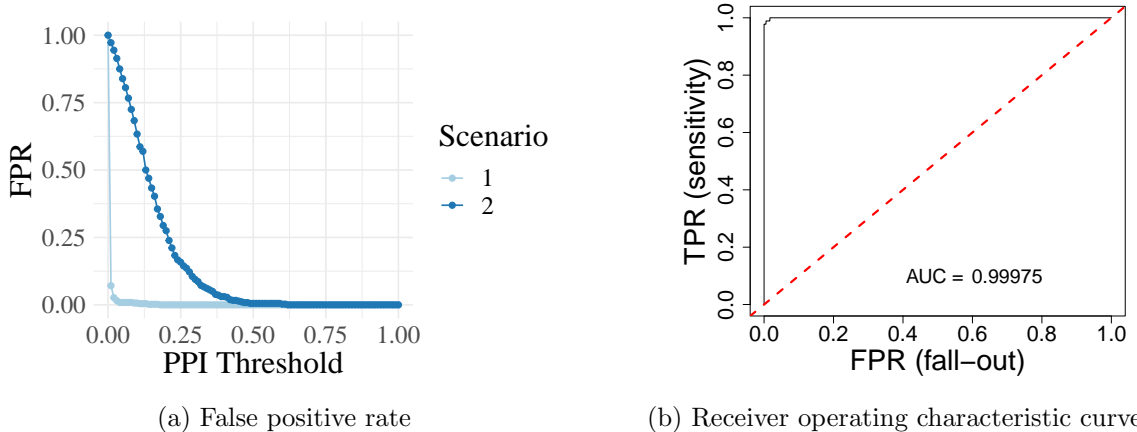 1.00
0.75
0.50
0.25
0.00
FPR
0.00 0.25 0.50 0.75 1.00
PPI Threshold
Scenario
1
2
(a) False positive rate
1.0
0.8
0.6
0.4
0.2
0.0
TPR (sensitivity)
AUC = 0.99975
0.0 0.2 0.4 0.6 0.8 1.0
FPR (fall−out)
(b) Receiver operating characteristic curve